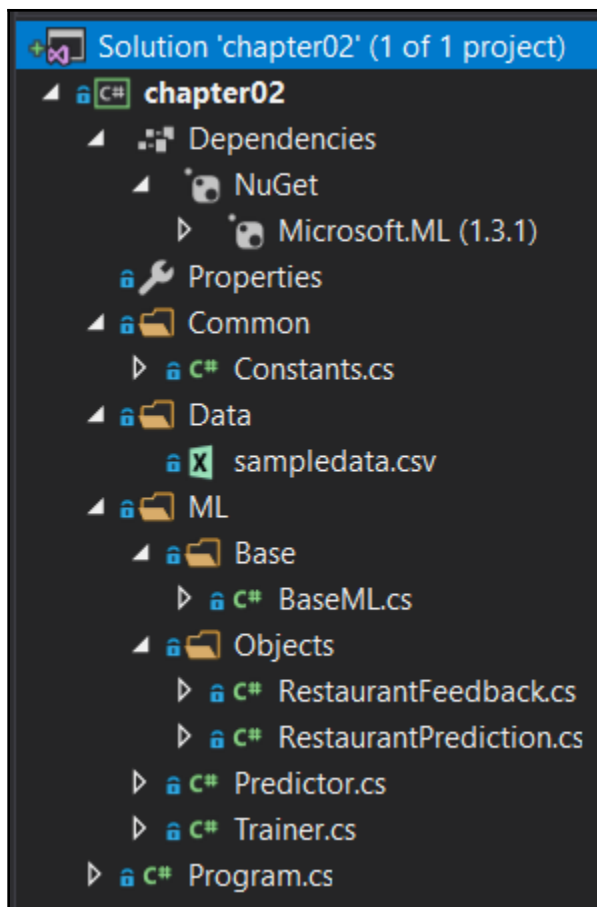 Solution 'chapter02' (1 of 1 project)
C# chapter02
Dependencies
NuGet
Microsoft.ML (1.3.1)
Properties
Common
C# Constants.cs
Data
X sampledata.csv
ML
Base
C# BaseML.cs
Objects
C# RestaurantFeedback.cs
C# RestaurantPrediction.cs
C# Predictor.cs
C# Trainer.cs
C# Program.cs